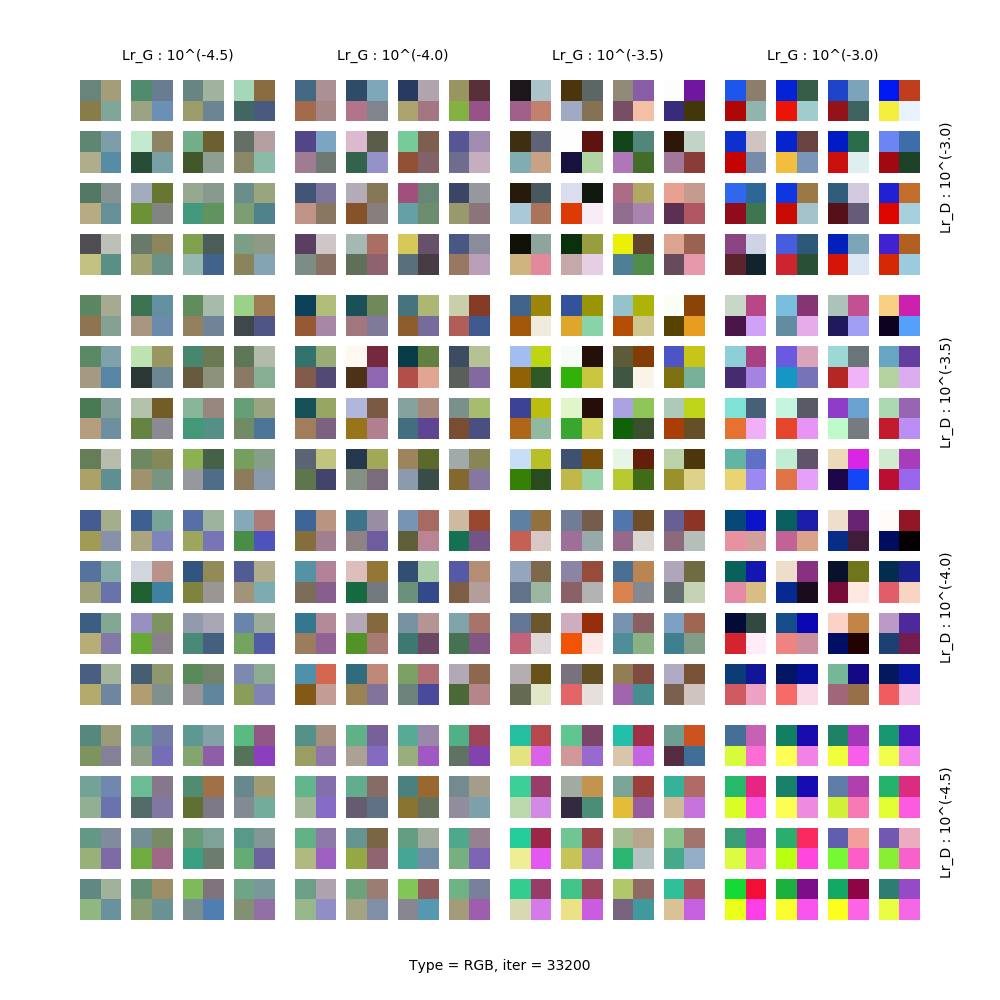 Lr_G : 10^(-4.5)
Lr_G : 10^(-4.0)
Lr_G : 10^(-3.5)
Lr_G : 10^(-3.0)
Lr_D : 10^(-3.0)
Lr_D : 10^(-3.5)
Lr_D : 10^(-4.0)
Lr_D : 10^(-4.5)
Type = RGB, iter = 33200